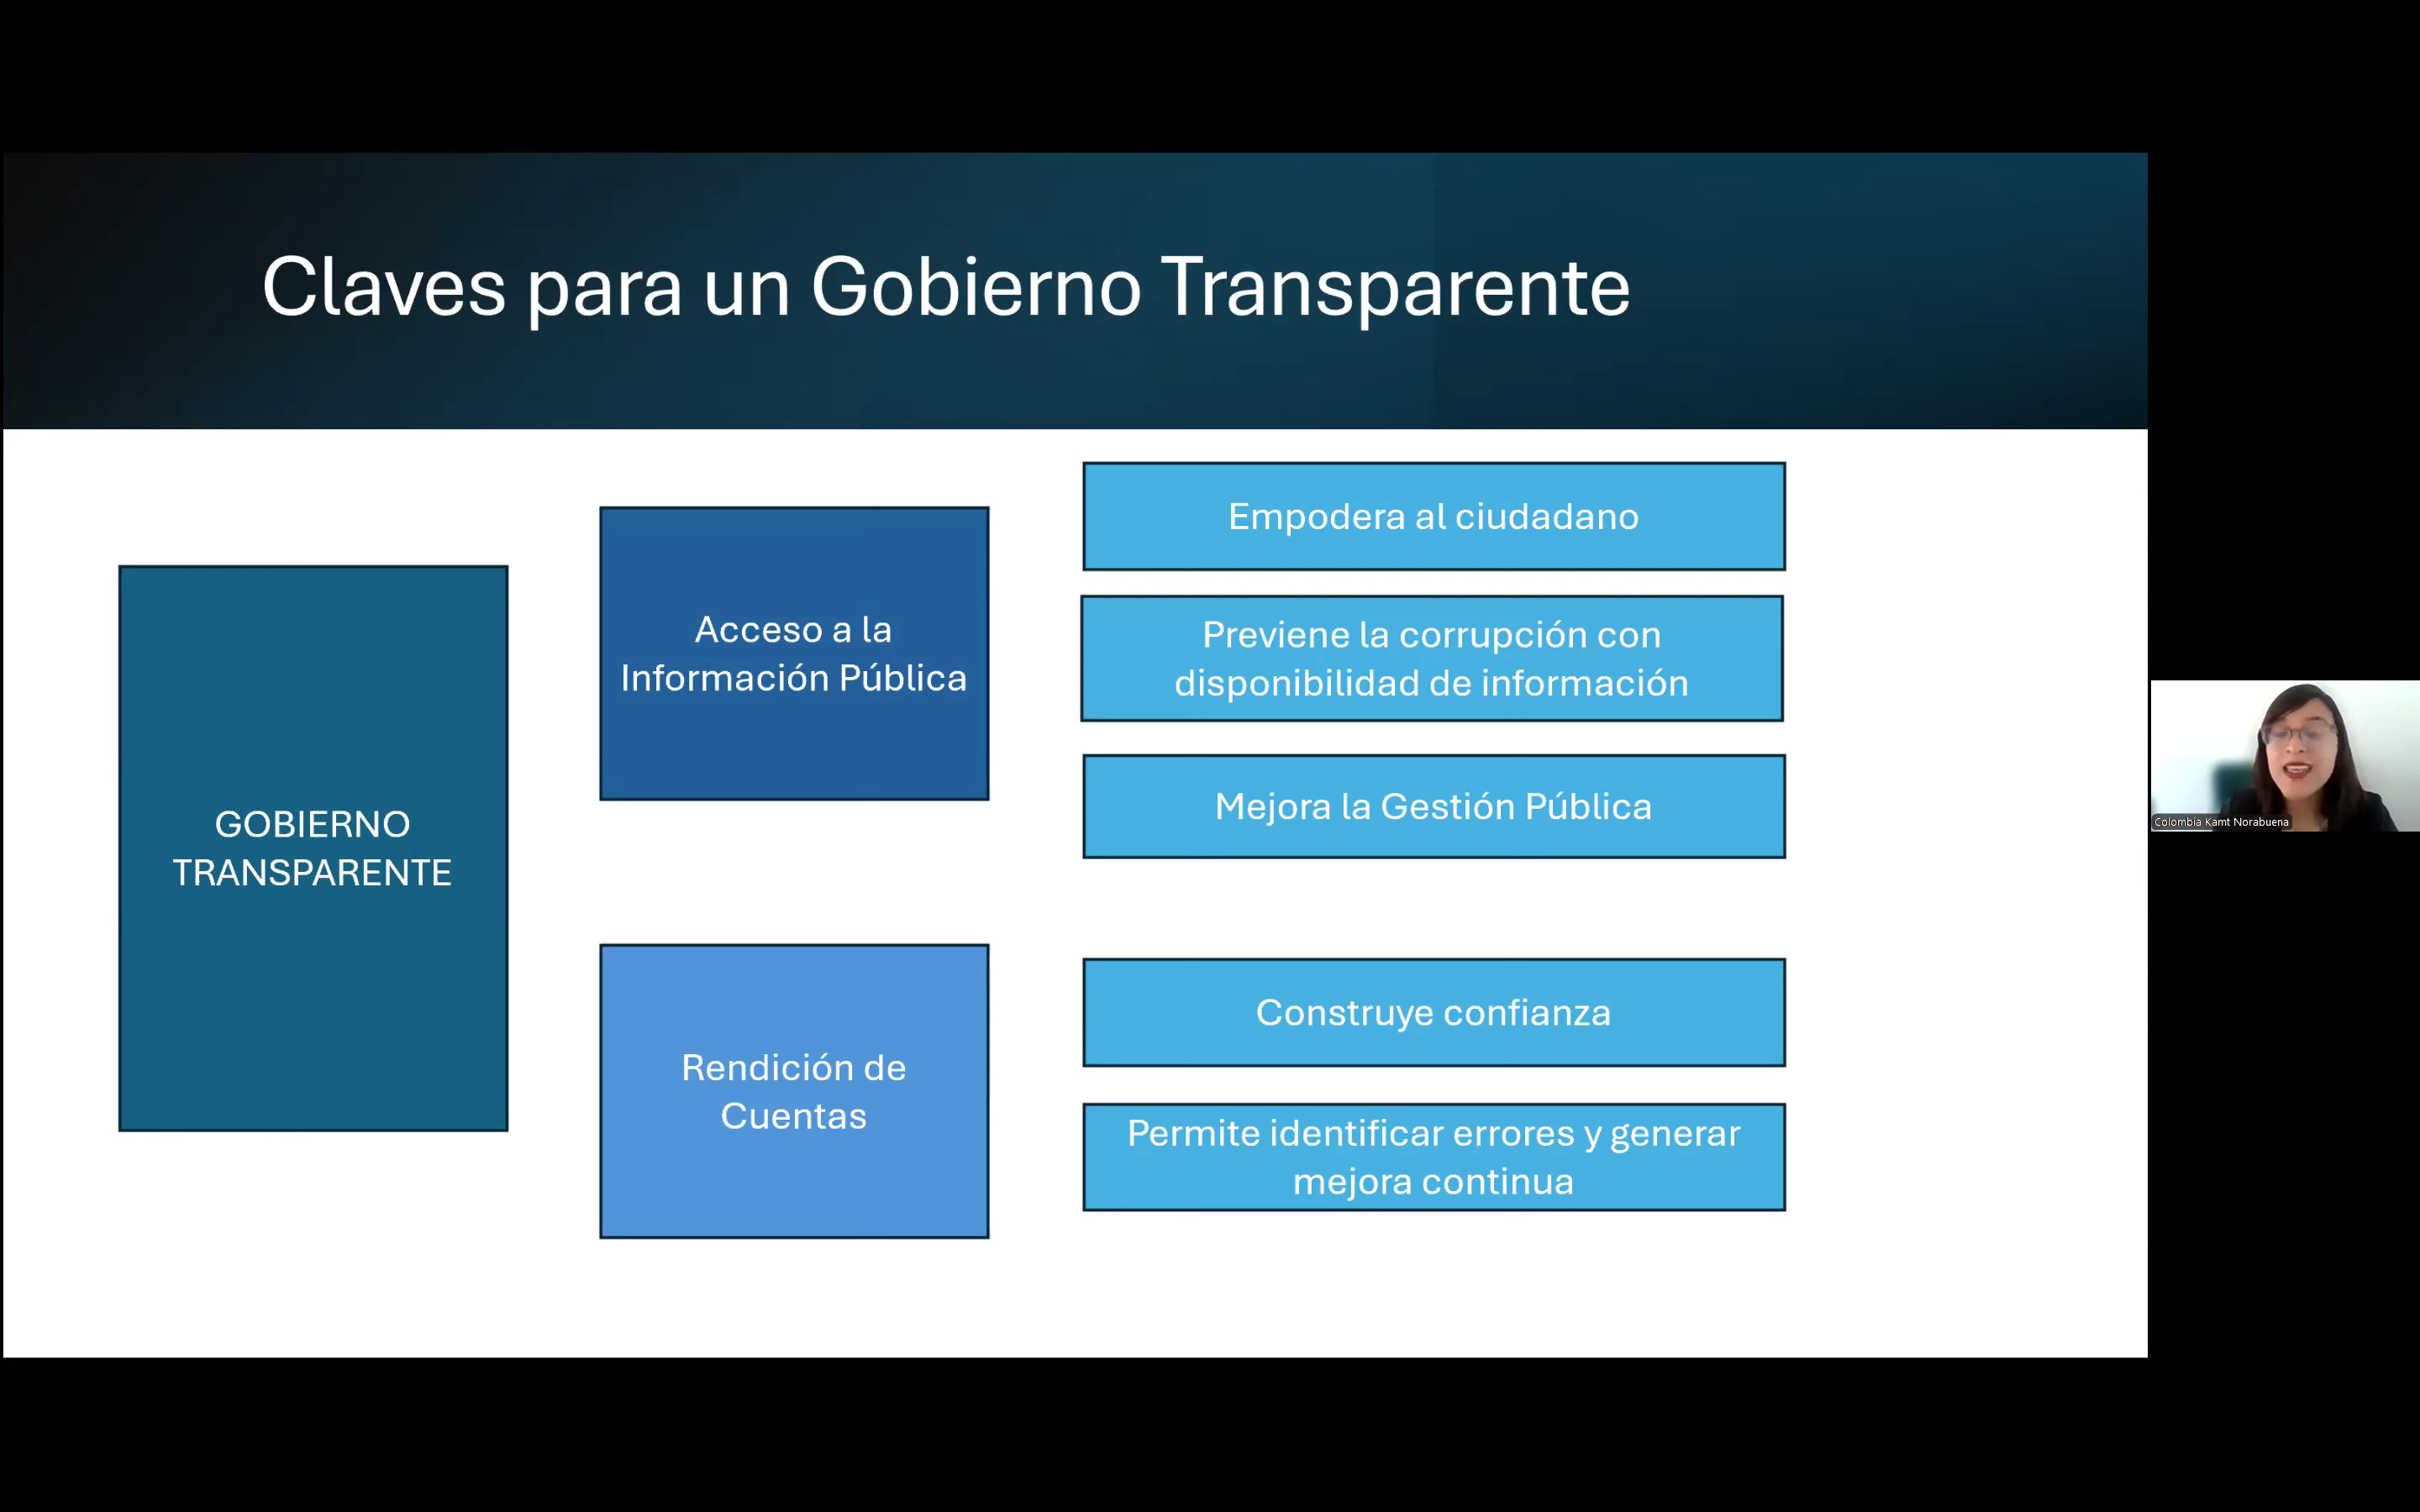 Claves para un Gobierno Transparente
GOBIERNO
TRANSPARENTE
Acceso a la
Información Pública
Empodera al ciudadano
Previene la corrupción con
disponibilidad de información
Mejora la Gestión Pública
Rendición de
Cuentas
Construye confianza
Permite identificar errores y generar
mejora continua
Colombia Kamt Norabuena